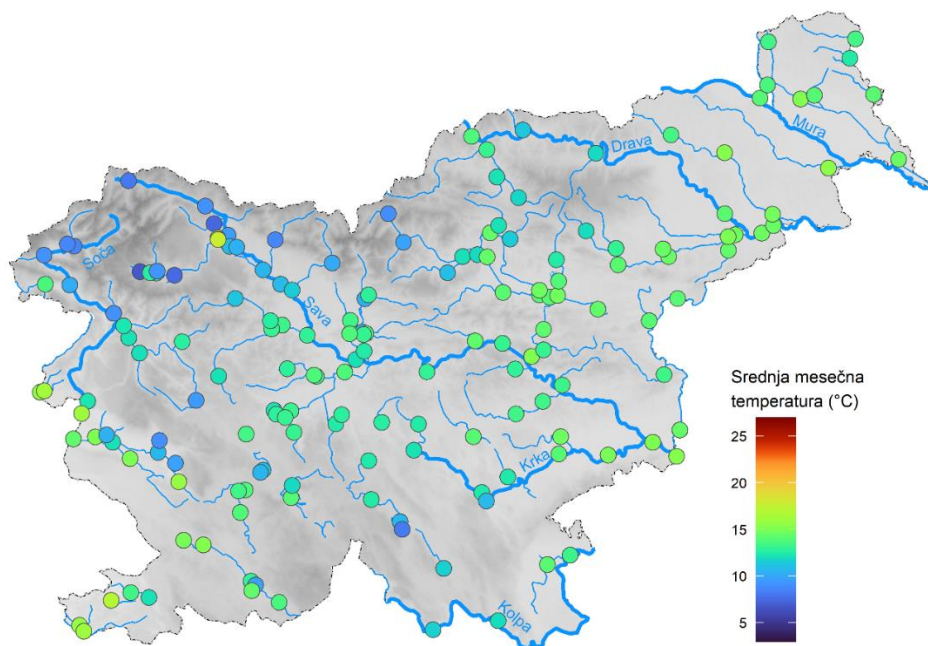 Mura
Drava
Soča
Sava
Srednja mesečna
temperatura (°C)
25
20
15
10
5
Krka
Kolpa